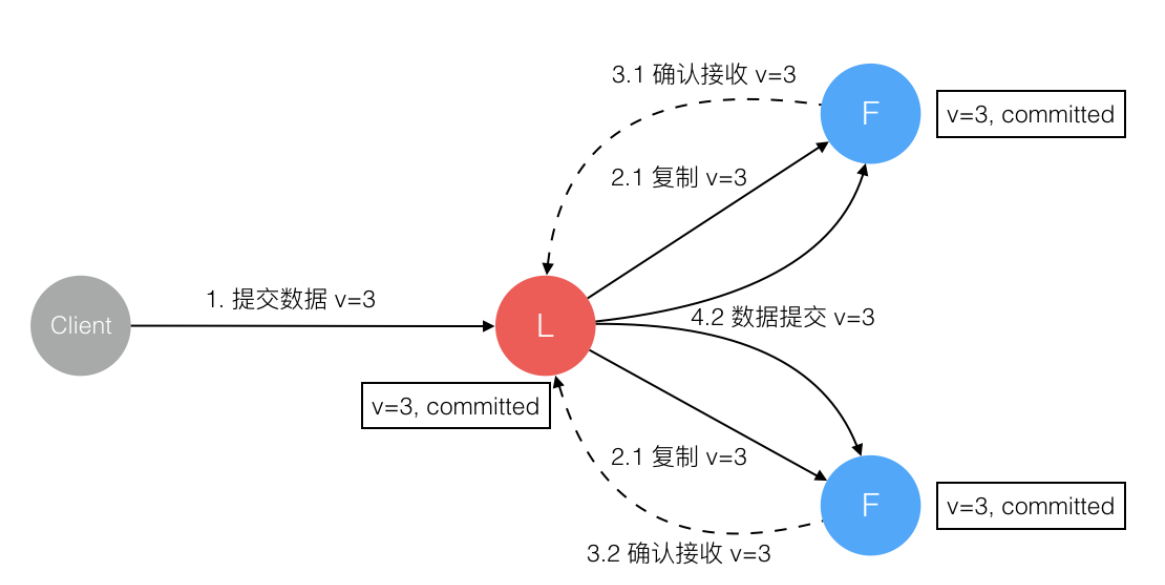 3.1 确认接收 v=3
F
v=3, committed
2.1 复制 v=3
1. 提交数据 v=3
Client
L
4.2 数据提交 v=3
v=3, committed
2.1 复制 v=3
F
v=3, committed
3.2 确认接收 v=3